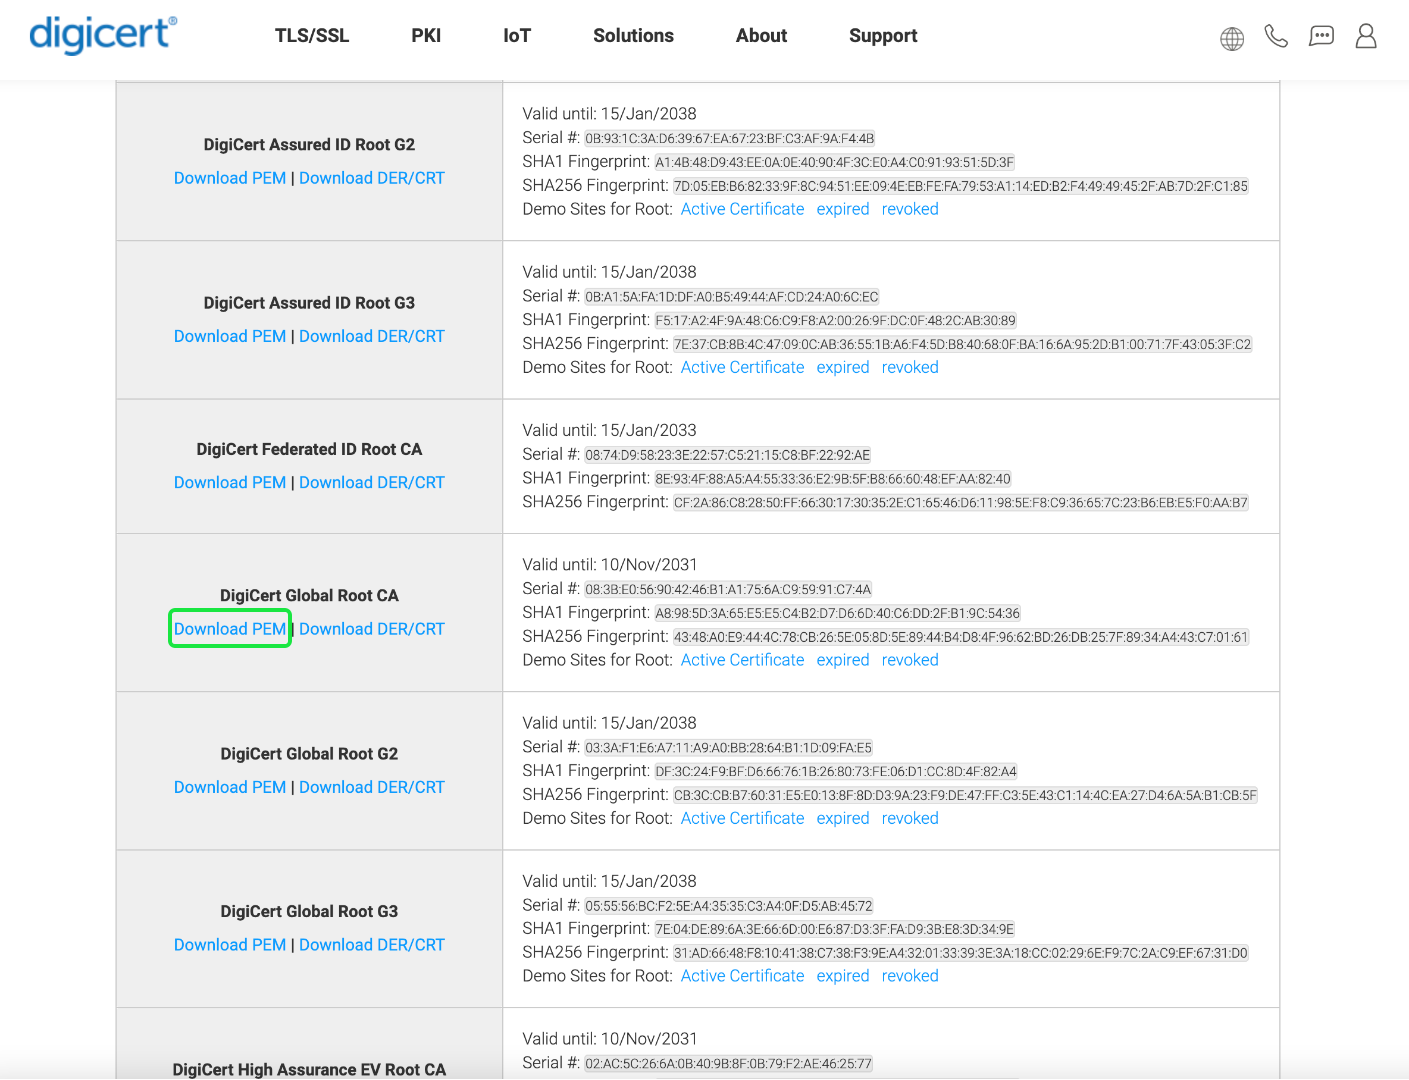 digicert®
TLS/SSL PKI IoT Solutions About Support
DigiCert Assured ID Root G2
Download PEM | Download DER/CRT
Valid until: 15/Jan/2038
Serial #: 0B:93:1C:3A:D6:39:67:EA:67:23:BF:C3:AF:9A:F4:4B
SHA1 Fingerprint: A1:4B:48:D9:43:EE:0A:0E:40:90:4F:3C:E0:A4:C0:91:93:51:5D:3F
SHA256 Fingerprint: 7D:05:EB:B6:82:33:9F:8C:94:51:EE:09:4E:EB:FE:FA:79:53:A1:14:ED:B2:F4:49:49:45:2F:AB:7D:2F:C1:85
Demo Sites for Root: Active Certificate expired revoked
DigiCert Assured ID Root G3
Download PEM | Download DER/CRT
Valid until: 15/Jan/2038
Serial #: 0B:A1:5A:FA:1D:DF:A0:B5:49:44:AF:CD:24:A0:6C:EC
SHA1 Fingerprint: F5:17:A2:4F:9A:48:C6:C9:F8:A2:00:26:9F:DC:0F:48:2C:AB:30:89
SHA256 Fingerprint: 7E:37:CB:8B:4C:47:09:0C:AB:36:55:1B:A6:F4:5D:B8:40:68:0F:BA:16:6A:95:2D:B1:00:71:7F:43:05:3F:C2
Demo Sites for Root: Active Certificate expired revoked
DigiCert Federated ID Root CA
Download PEM | Download DER/CRT
Valid until: 15/Jan/2033
Serial #: 08:74:D9:58:23:3E:22:57:C5:21:15:C8:BF:22:92:AE
SHA1 Fingerprint: 8E:93:4F:88:A5:A4:55:33:36:E2:9B:5F:B8:66:60:48:EF:AA:82:40
SHA256 Fingerprint: CF:2A:86:C8:28:50:FF:66:30:17:30:35:2E:C1:65:46:D6:11:98:5E:F8:C9:36:65:7C:23:B6:EB:E5:F0:AA:B7
DigiCert Global Root CA
Download PEM | Download DER/CRT
Valid until: 10/Nov/2031
Serial #: 08:3B:E0:56:90:42:46:B1:A1:75:6A:C9:59:91:C7:4A
SHA1 Fingerprint: A8:98:5D:3A:65:E5:E5:C4:B2:D7:D6:6D:40:C6:DD:2F:B1:9C:54:36
SHA256 Fingerprint: 43:48:A0:E9:44:4C:78:CB:26:5E:05:8D:5E:89:44:B4:D8:4F:96:62:BD:26:DB:25:7F:89:34:A4:43:C7:01:61
Demo Sites for Root: Active Certificate expired revoked
DigiCert Global Root G2
Download PEM | Download DER/CRT
Valid until: 15/Jan/2038
Serial #: 03:3A:F1:E6:A7:11:A9:A0:BB:28:64:B1:1D:09:FA:E5
SHA1 Fingerprint: DF:3C:24:F9:BF:D6:66:76:1B:26:80:73:FE:06:D1:CC:8D:4F:82:A4
SHA256 Fingerprint: CB:3C:CB:B7:60:31:E5:E0:13:8F:8D:D3:9A:23:F9:DE:47:FF:C3:5E:43:C1:14:4C:EA:27:D4:6A:5A:B1:CB:5F
Demo Sites for Root: Active Certificate expired revoked
DigiCert Global Root G3
Download PEM | Download DER/CRT
Valid until: 15/Jan/2038
Serial #: 05:55:56:BC:F2:5E:A4:35:35:C3:A4:0F:D5:AB:45:72
SHA1 Fingerprint: 7E:04:DE:89:6A:3E:66:6D:00:E6:87:D3:3F:FA:D9:3B:E8:3D:34:9E
SHA256 Fingerprint: 31:AD:66:48:F8:10:41:38:C7:38:F3:9E:A4:32:01:33:39:3E:3A:18:CC:02:29:6E:F9:7C:2A:C9:EF:67:31:D0
Demo Sites for Root: Active Certificate expired revoked
DigiCert High Assurance EV Root CA
Valid until: 10/Nov/2031
Serial #: 02:AC:5C:26:6A:0B:40:9B:8F:0B:79:F2:AE:46:25:77